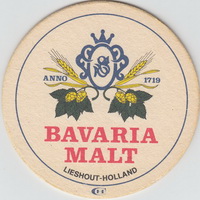 ANNO 1719
BAVARIA
MALT
LIESHOUT-HOLLAND